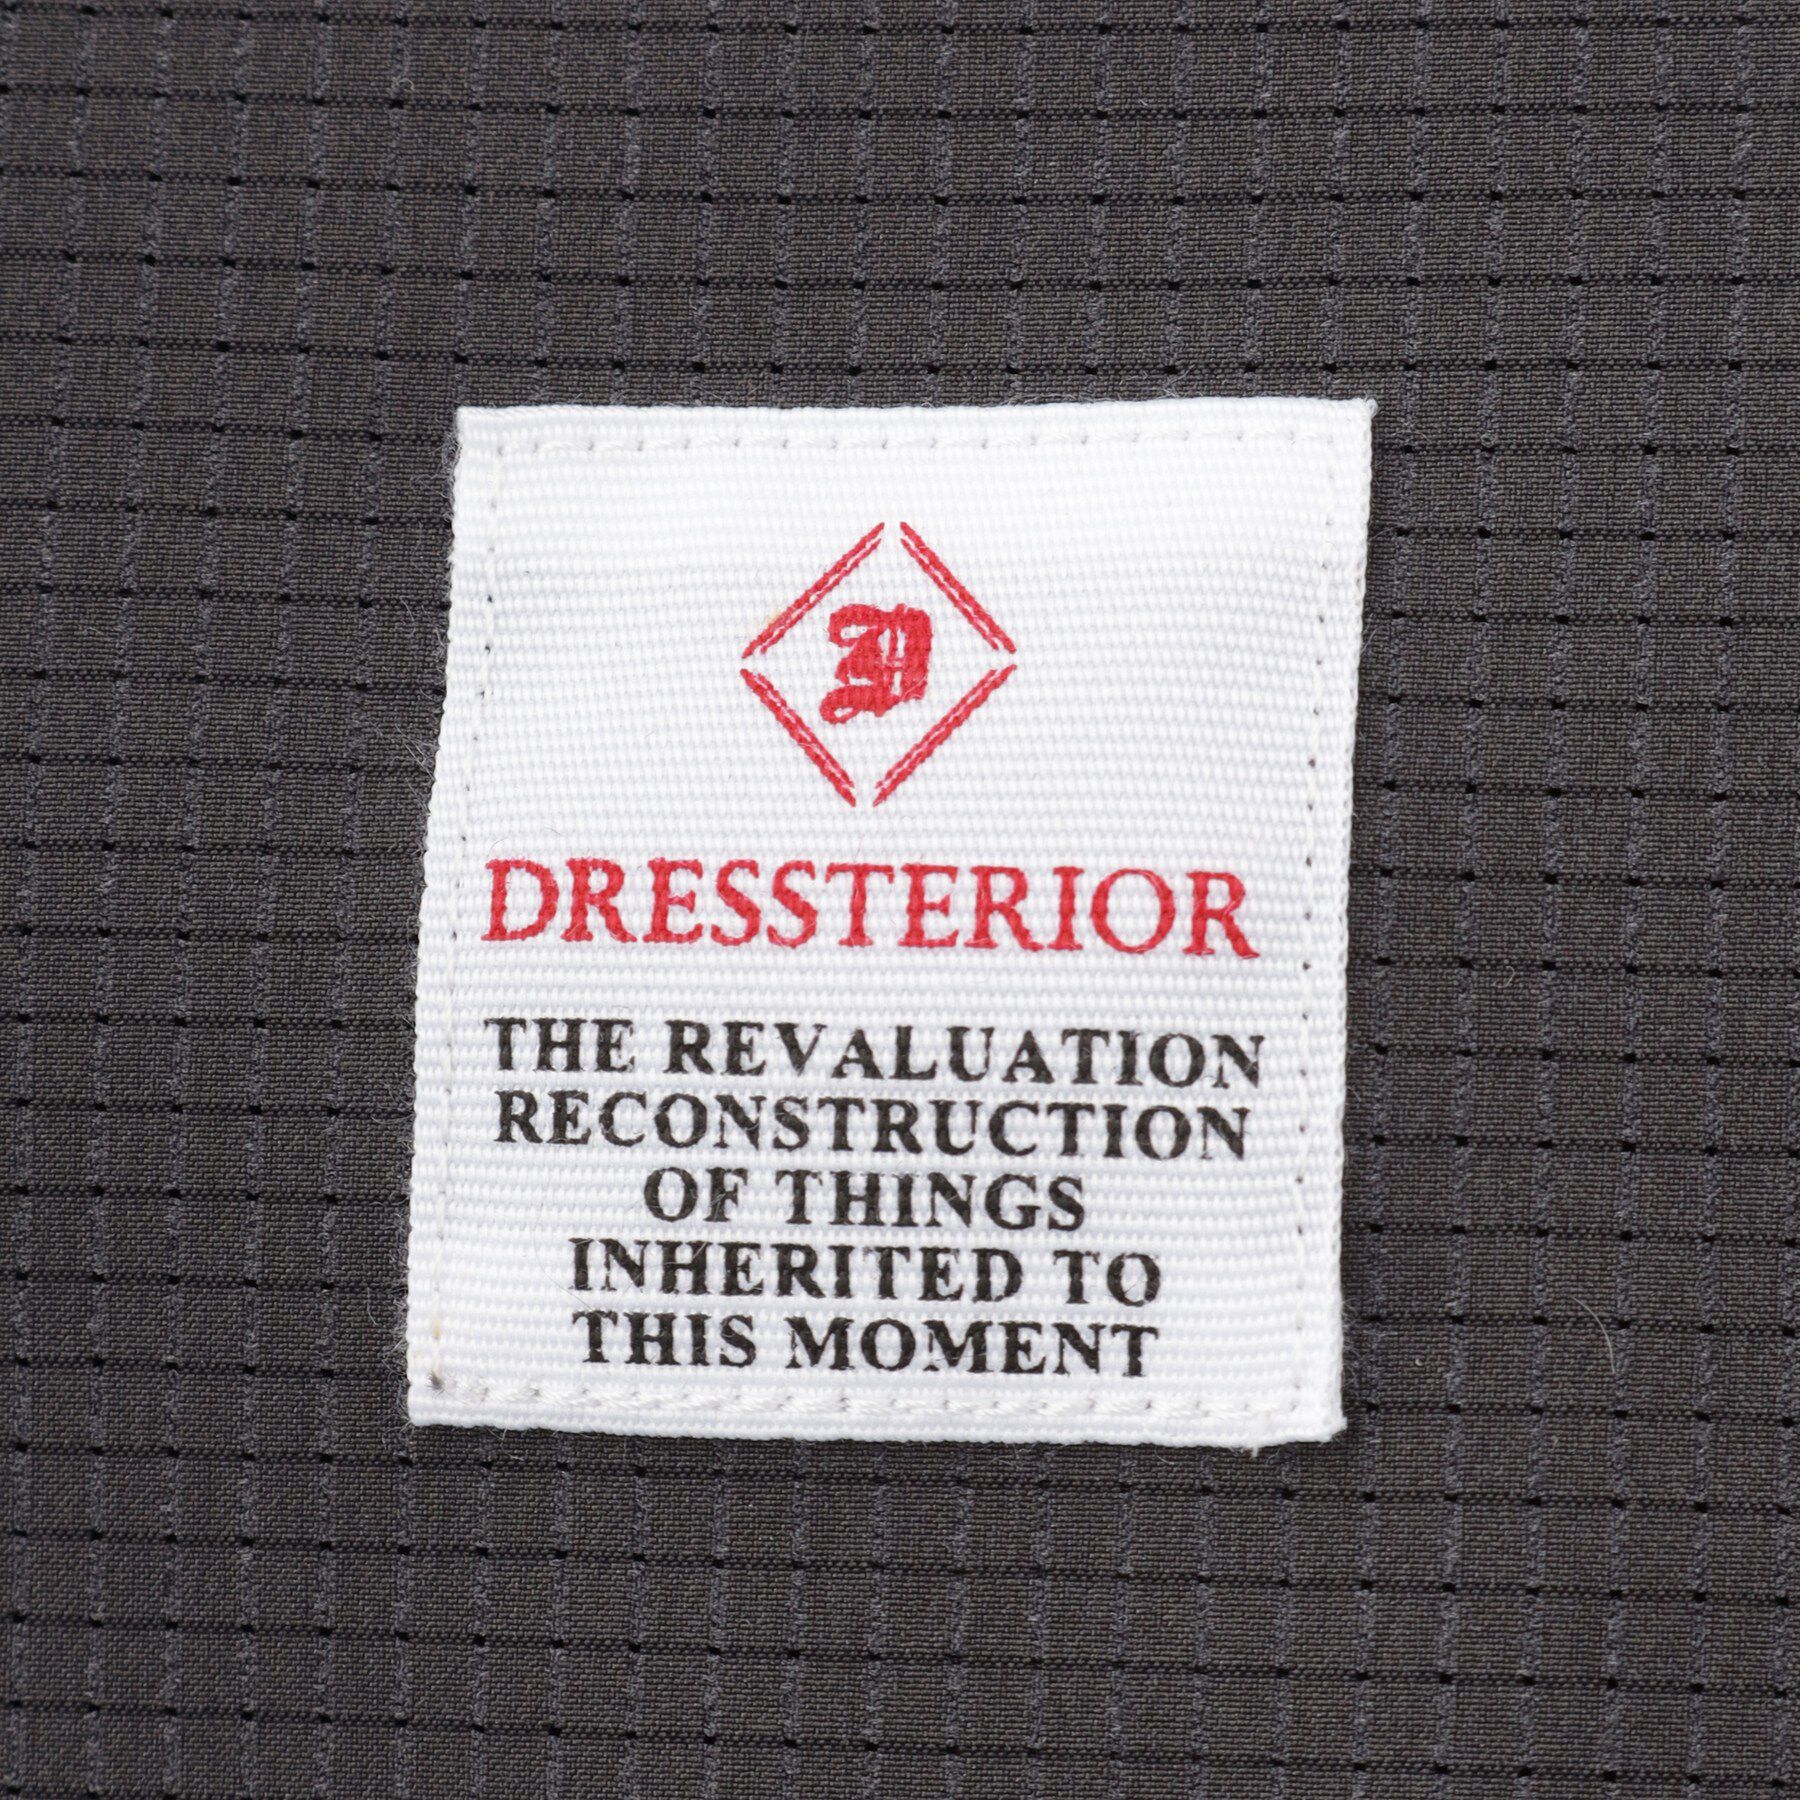 D
DRESSTERIOR
THE REVALUATION
RECONSTRUCTION
OF THINGS
INHERITED TO
THIS MOMENT